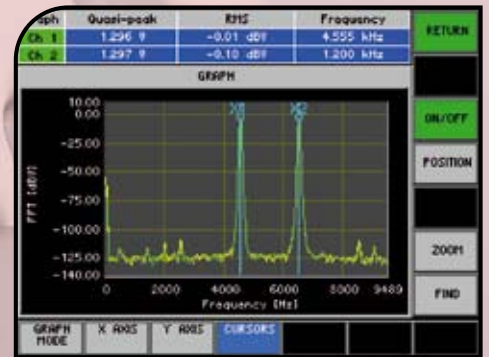 Quasi-peak RMS Frequency RETURN
Ch 1 1.296 V -0.01 dBV 4.555 kHz
Ch 2 1.297 V -0.10 dBV 1.200 kHz
GRAPH
ON/OFF
POSITION
ZOOM
FIND
FFT [dBV]
10.00
0.00
-25.00
-50.00
-75.00
-100.00
-125.00
-140.00
0 2000 4000 6000 8000 9489
Frequency [Hz]
GRAPH MODE X AXIS Y AXIS CURSORS